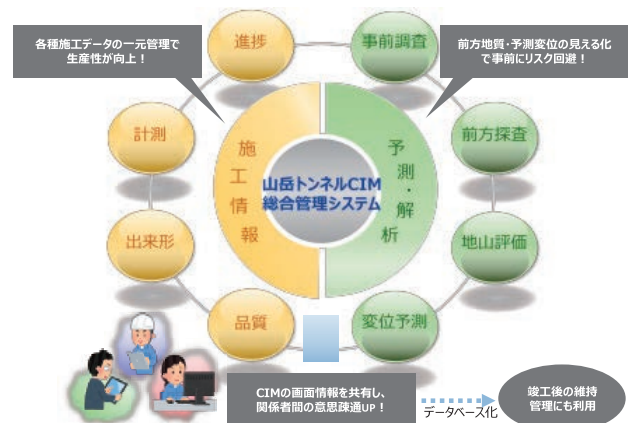 各種施工データの一元管理で
生産性が向上！
進捗
事前調査
前方地質・予測変位の見える化
で事前にリスク回避！
計測
前方探査
施工情報
予測・解析
山岳トンネルCIM
総合管理システム
出来形
地山評価
品質
変位予測
CIMの画面情報を共有し、
関係者間の意思疎通UP！
データベース化
竣工後の維持
管理にも利用